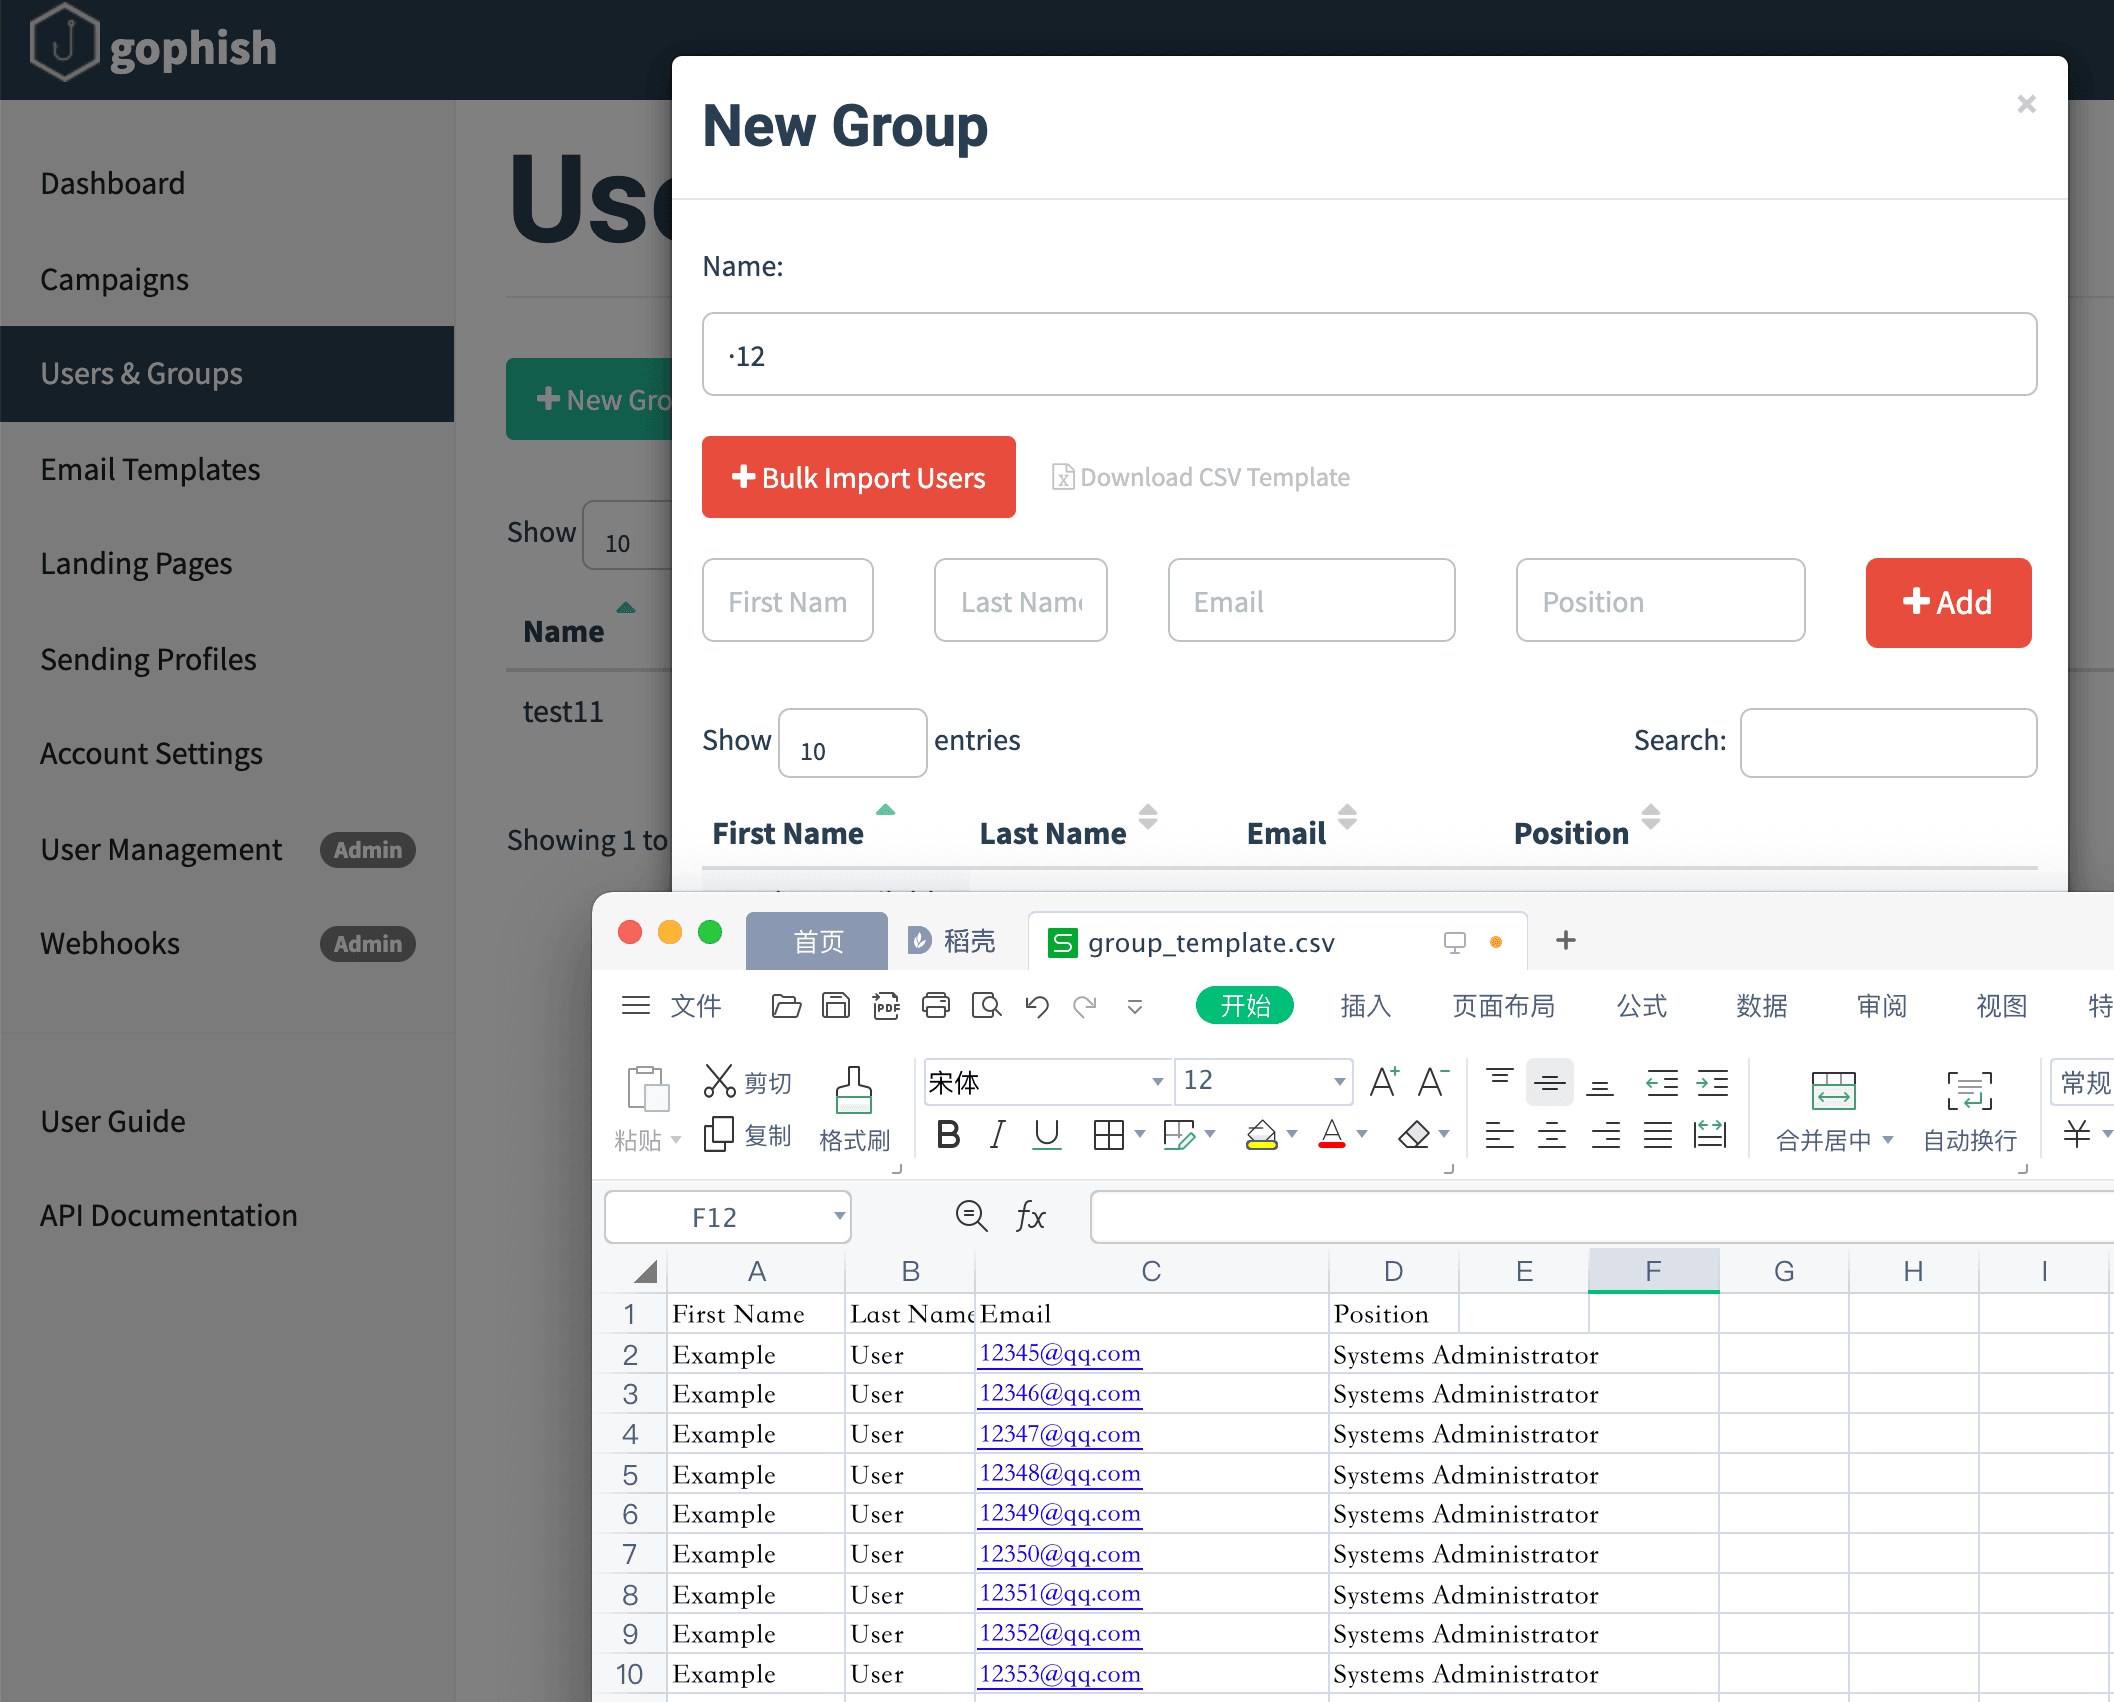 gophish
Dashboard
Campaigns
Users & Groups
Email Templates
Landing Pages
Sending Profiles
Account Settings
User Management Admin
Webhooks Admin
User Guide
API Documentation
New
Show 10
Name
test11
Showing 1 to
New Group
×
Name:
·12
Bulk Import Users
Download CSV Template
First Nam
Last Name
Email
Position
Add
Show 10 entries
Search:
First Name Last Name Email Position
首页 稻壳 group_template.csv
文件 开始 插入 页面布局 公式 数据 审阅 视图 特
粘贴 剪切 复制 格式刷
宋体 12 A+ A-
B I U A
合并居中 自动换行 常规 ¥
F12 fx
A B C D E F G H I
1 First Name Last Name Email Position
2 Example User 12345@qq.com Systems Administrator
3 Example User 12346@qq.com Systems Administrator
4 Example User 12347@qq.com Systems Administrator
5 Example User 12348@qq.com Systems Administrator
6 Example User 12349@qq.com Systems Administrator
7 Example User 12350@qq.com Systems Administrator
8 Example User 12351@qq.com Systems Administrator
9 Example User 12352@qq.com Systems Administrator
10 Example User 12353@qq.com Systems Administrator